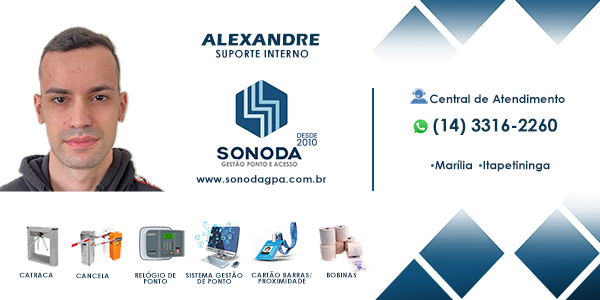 ALEXANDRE
SUPORTE INTERNO
DESDE
2010
SONODA
GESTÃO PONTO E ACESSO
www.sonodagpa.com.br
Central de Atendimento
(14) 3316-2260
•Marília •Itapetininga
CATRACA
CANCELA
RELÓGIO DE
PONTO
SISTEMA GESTÃO
DE PONTO
CARTÃO BARRAS/
PROXIMIDADE
BOBINAS